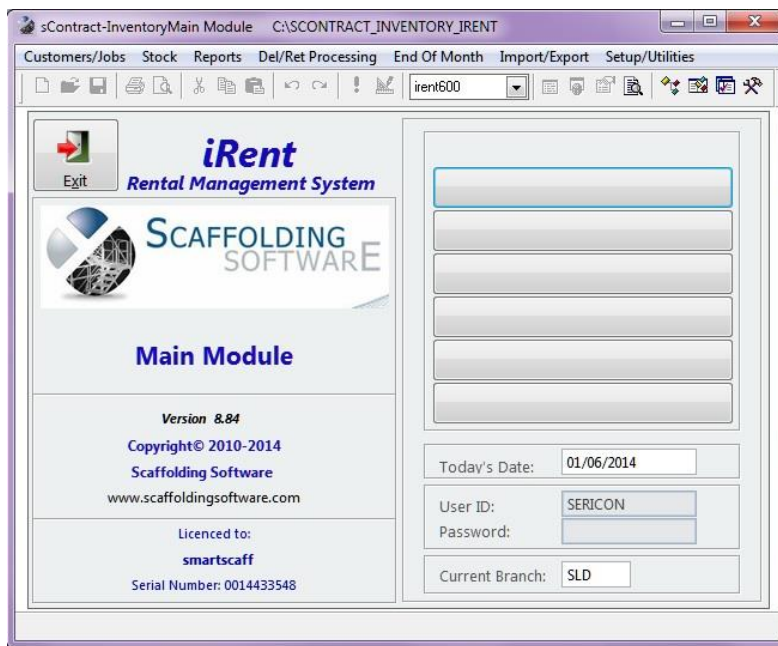 sContract-InventoryMain Module C:\SCONTRACT_INVENTORY_IRENT
Customers/Jobs Stock Reports Del/Ret Processing End Of Month Import/Export Setup/Utilities
irent600
Exit
iRent
Rental Management System
SCAFFOLDING
SOFTWARE
Main Module
Version 8.84
Copyright© 2010-2014
Scaffolding Software
www.scaffoldingsoftware.com
Licenced to:
smartscaff
Serial Number: 0014433548
Today's Date: 01/06/2014
User ID: SERICON
Password:
Current Branch: SLD